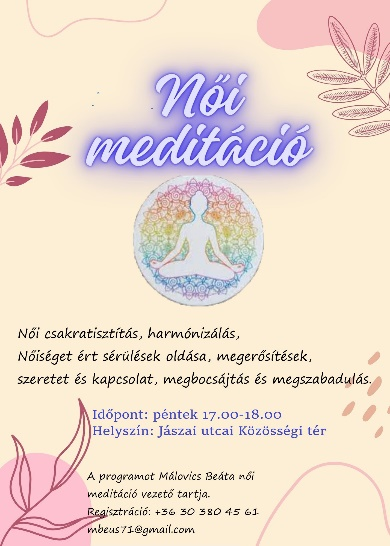 Női
meditáció
Női csakratisztítás, harmónizálás,
Nőiséget ért sérülések oldása, megerősítések,
szeretet és kapcsolat, megbocsájtás és megszabadulás.
Időpont: péntek 17.00-18.00
Helyszín: Jászai utcai Közösségi tér
A programot Málovics Beáta női
meditáció vezető tartja.
Regisztráció: +36 30 380 45 61
mbeus71@gmail.com